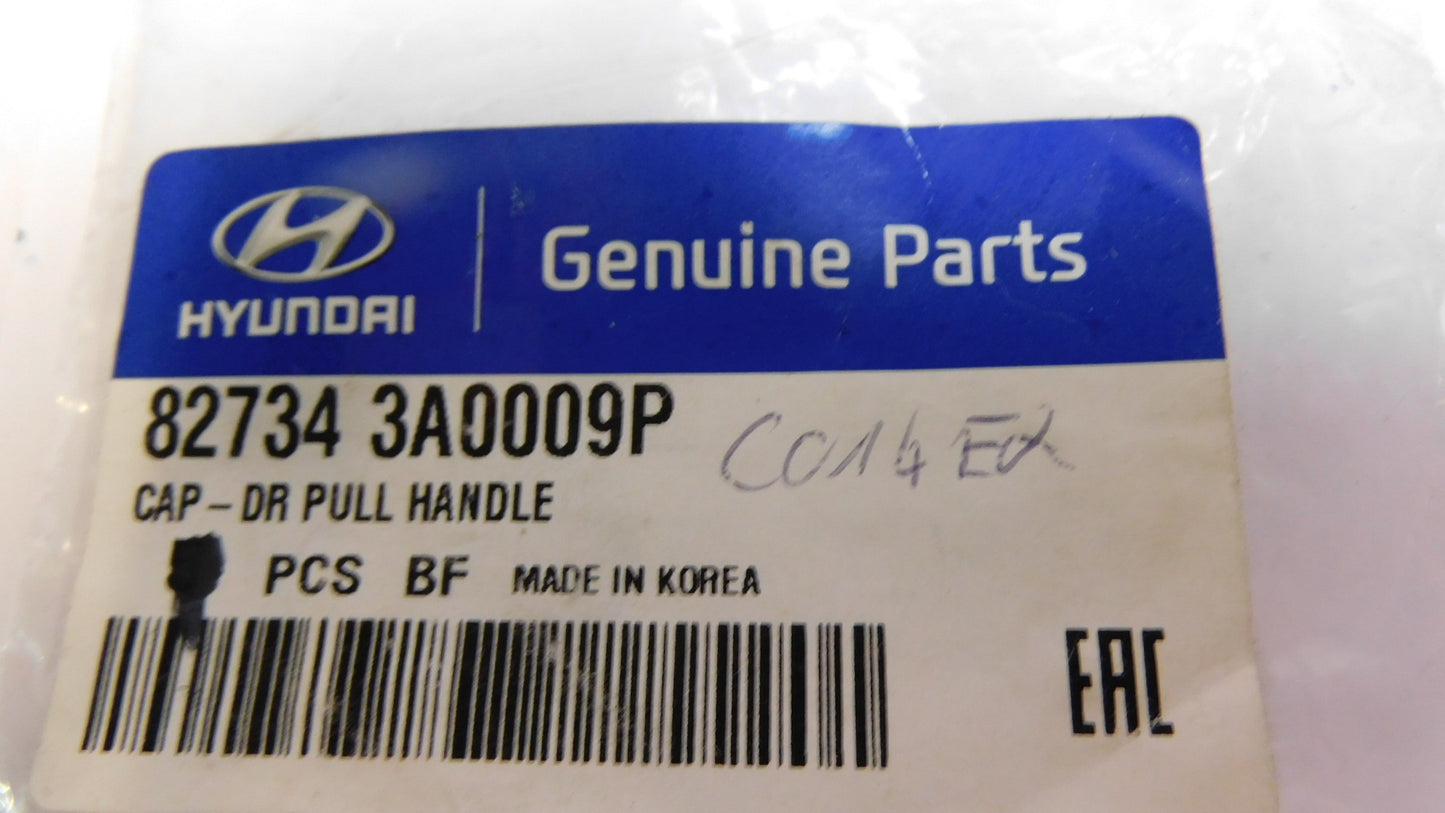 HYUNDAI
Genuine Parts
82734 3A0009P
CAP - DR PULL HANDLE
PCS BF MADE IN KOREA
EAC